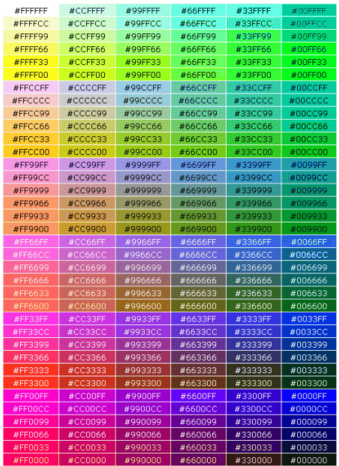 #FFFFFF #CCFFFF #99FFFF #66FFFF #33FFFF #00FFFF
#FFFFCC #CCFFCC #99FFCC #66FFCC #33FFCC #00FFCC
#FFFF99 #CCFF99 #99FF99 #66FF99 #33FF99 #00FF99
#FFFF66 #CCFF66 #99FF66 #66FF66 #33FF66 #00FF66
#FFFF33 #CCFF33 #99FF33 #66FF33 #33FF33 #00FF33
#FFFF00 #CCFF00 #99FF00 #66FF00 #33FF00 #00FF00
#FFCCFF #CCCCFF #99CCFF #66CCFF #33CCFF #00CCFF
#FFCCCC #CCCCCC #99CCCC #66CCCC #33CCCC #00CCCC
#FFCC99 #CCCC99 #99CC99 #66CC99 #33CC99 #00CC99
#FFCC66 #CCCC66 #99CC66 #66CC66 #33CC66 #00CC66
#FFCC33 #CCCC33 #99CC33 #66CC33 #33CC33 #00CC33
#FFCC00 #CCCC00 #99CC00 #66CC00 #33CC00 #00CC00
#FF99FF #CC99FF #9999FF #6699FF #3399FF #0099FF
#FF99CC #CC99CC #9999CC #6699CC #3399CC #0099CC
#FF9999 #CC9999 #999999 #669999 #339999 #009999
#FF9966 #CC9966 #999966 #669966 #339966 #009966
#FF9933 #CC9933 #999933 #669933 #339933 #009933
#FF9900 #CC9900 #999900 #669900 #339900 #009900
#FF66FF #CC66FF #9966FF #6666FF #3366FF #0066FF
#FF66CC #CC66CC #9966CC #6666CC #3366CC #0066CC
#FF6699 #CC6699 #996699 #666699 #336699 #006699
#FF6666 #CC6666 #996666 #666666 #336666 #006666
#FF6633 #CC6633 #996633 #666633 #336633 #006633
#FF6600 #CC6600 #996600 #666600 #336600 #006600
#FF33FF #CC33FF #9933FF #6633FF #3333FF #0033FF
#FF33CC #CC33CC #9933CC #6633CC #3333CC #0033CC
#FF3399 #CC3399 #993399 #663399 #333399 #003399
#FF3366 #CC3366 #993366 #663366 #333366 #003366
#FF3333 #CC3333 #993333 #663333 #333333 #003333
#FF3300 #CC3300 #993300 #663300 #333300 #003300
#FF00FF #CC00FF #9900FF #6600FF #3300FF #0000FF
#FF00CC #CC00CC #9900CC #6600CC #3300CC #0000CC
#FF0099 #CC0099 #990099 #660099 #330099 #000099
#FF0066 #CC0066 #990066 #660066 #330066 #000066
#FF0033 #CC0033 #990033 #660033 #330033 #000033
#FF0000 #CC0000 #990000 #660000 #330000 #000000